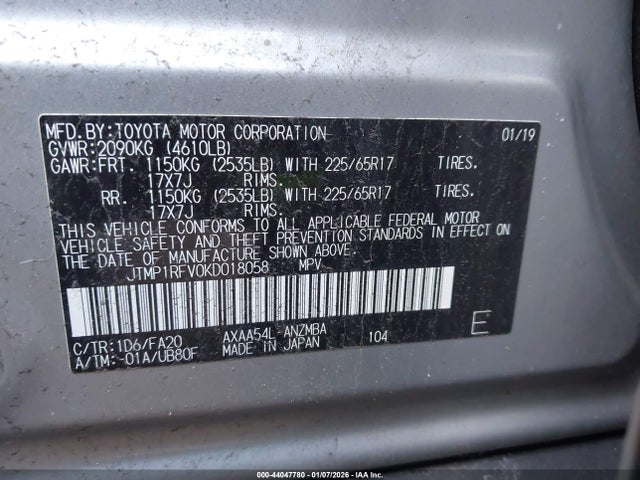 MFD.BY:TOYOTA MOTOR CORPORATION 01/19
GVWR:2090KG (4610LB)
GAWR:FRT. 1150KG (2535LB) WITH 225/65R17 TIRES.
17X7J RIMS.
RR. 1150KG (2535LB) WITH 225/65R17 TIRES.
17X7J RIMS.
THIS VEHICLE CONFORMS TO ALL APPLICABLE FEDERAL MOTOR
VEHICLE SAFETY AND THEFT PREVENTION STANDARDS IN EFFECT ON
THE DATE OF MANUFACTURE SHOWN ABOVE.
JTMP1RFV0KD018058 MPV
C/TR:1D6/FA20 AXAA54L-ANZMBA 104 E
A/TM:-01A/UB80F MADE IN JAPAN
000-44047780 - 01/07/2026 - IAA Inc.